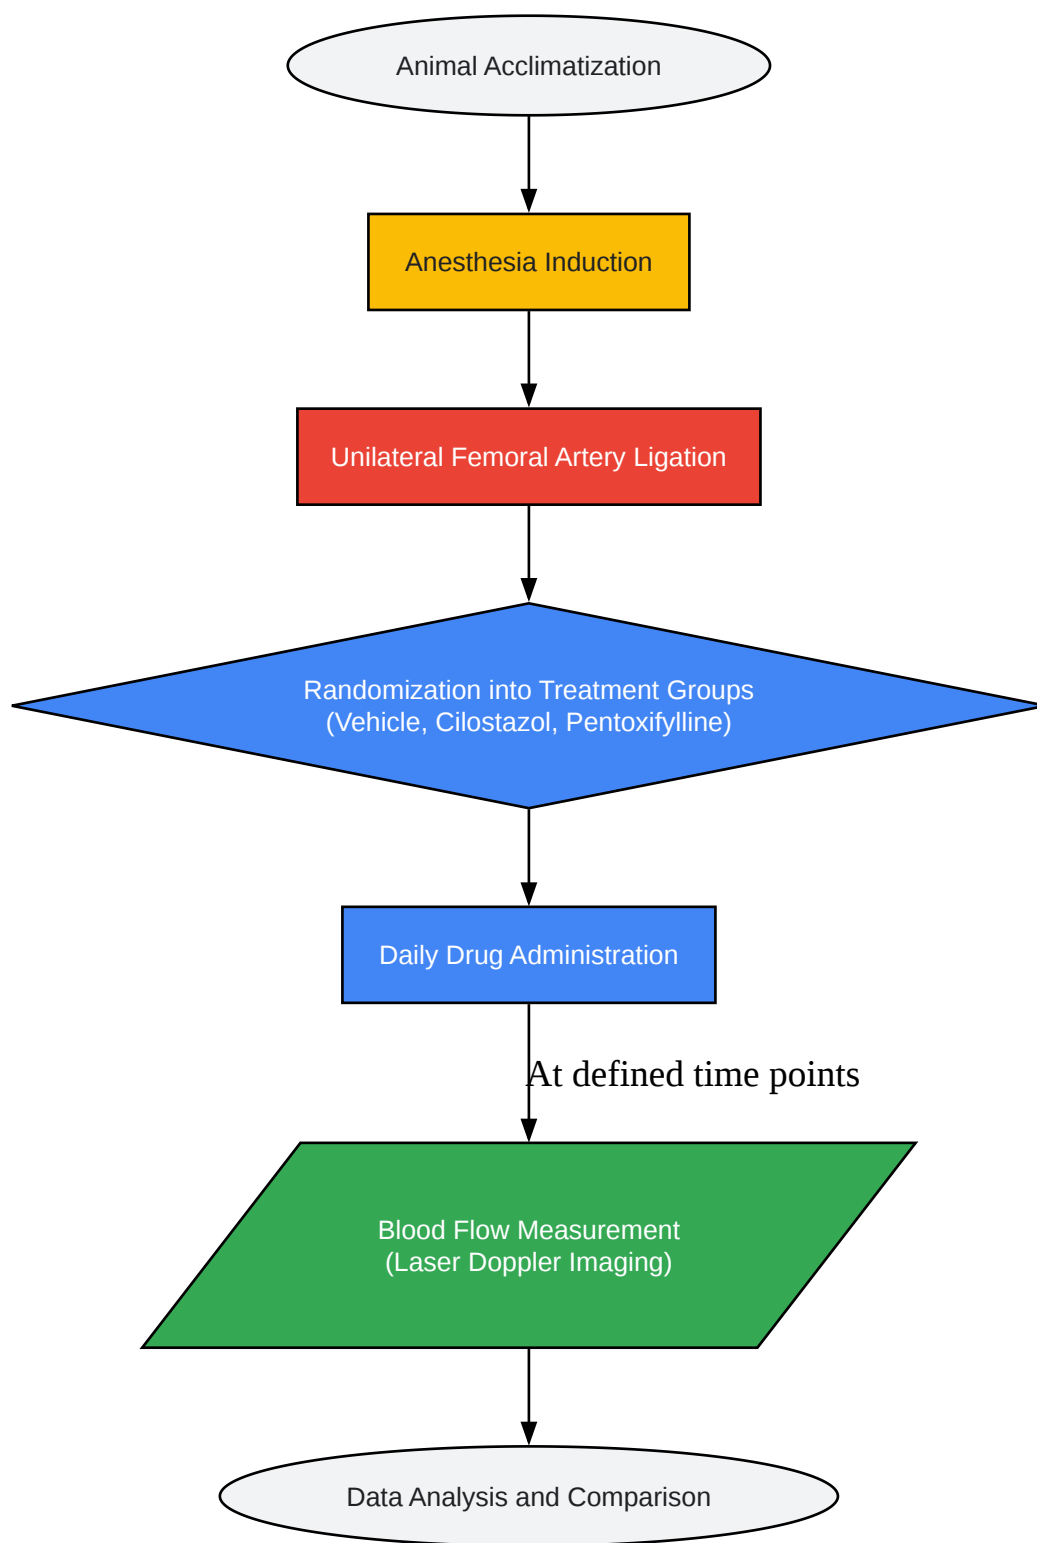 Animal Acclimatization
Anesthesia Induction
Unilateral Femoral Artery Ligation
Randomization into Treatment Groups
(Vehicle, Cilostazol, Pentoxifylline)
Daily Drug Administration
At defined time points
Blood Flow Measurement
(Laser Doppler Imaging)
Data Analysis and Comparison